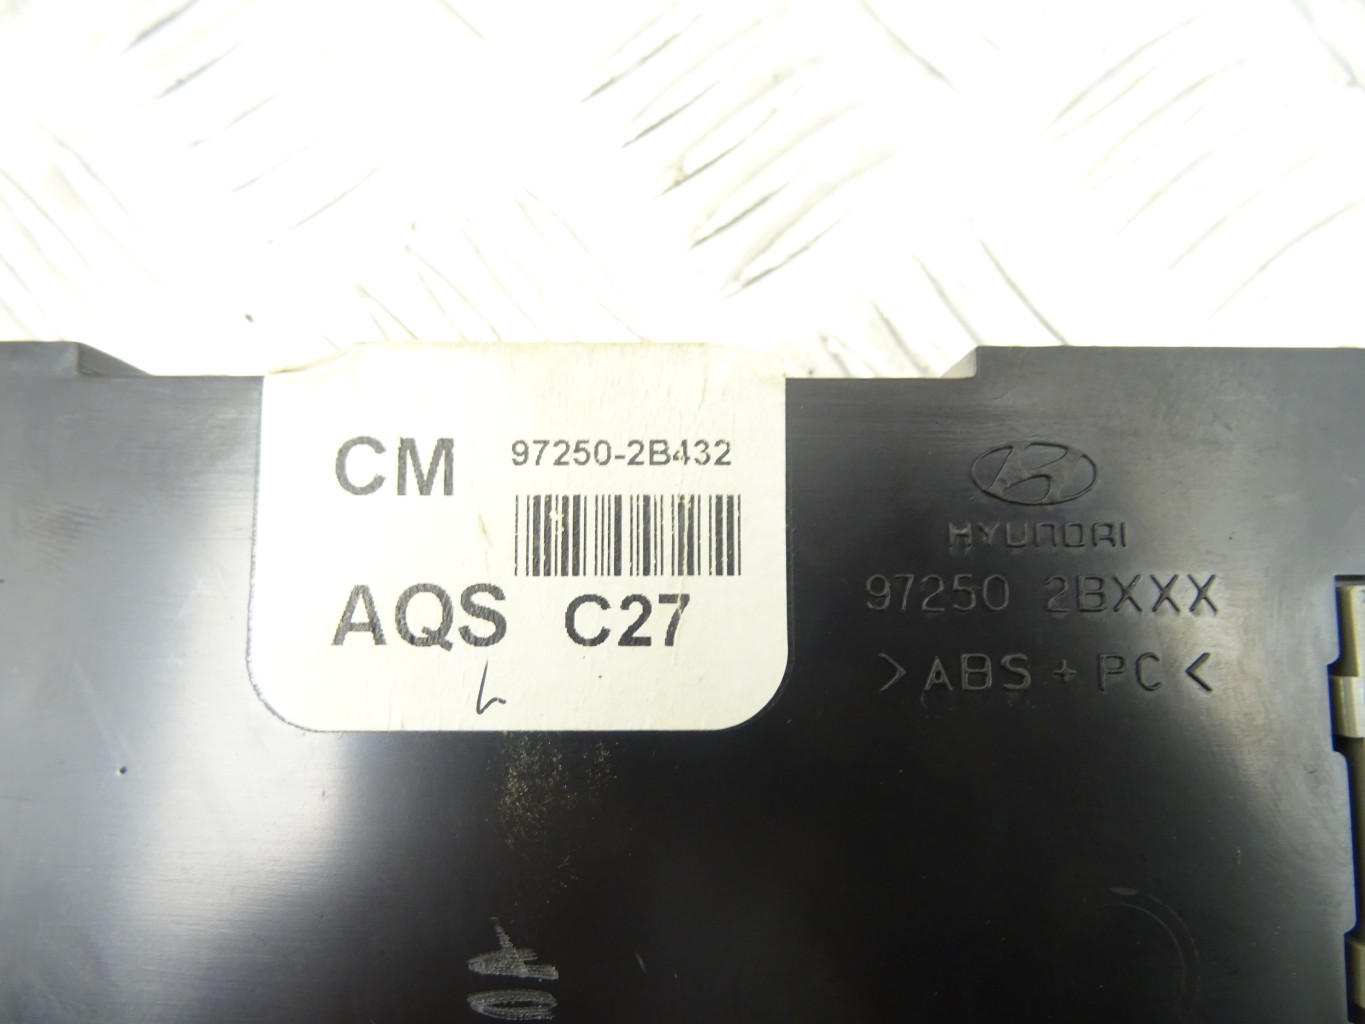 CM 97250-2B432
AQS C27
HYUNDAI
97250 2BXXX
>ABS + PC<